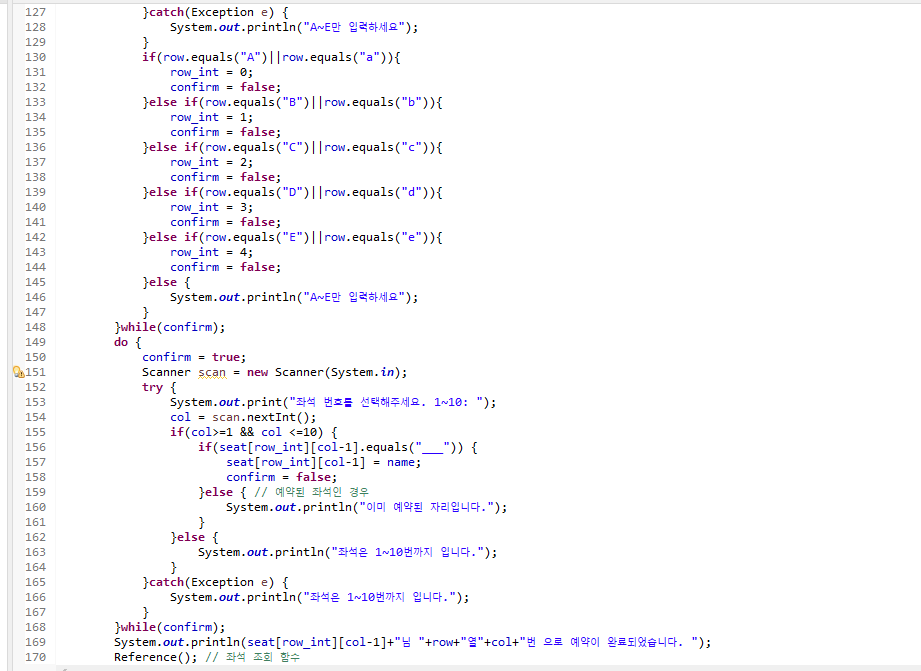 127 }catch(Exception e) {
128 System.out.println("A~E만 입력하세요");
129 }
130 if(row.equals("A")||row.equals("a")){
131 row_int = 0;
132 confirm = false;
133 }else if(row.equals("B")||row.equals("b")){
134 row_int = 1;
135 confirm = false;
136 }else if(row.equals("C")||row.equals("c")){
137 row_int = 2;
138 confirm = false;
139 }else if(row.equals("D")||row.equals("d")){
140 row_int = 3;
141 confirm = false;
142 }else if(row.equals("E")||row.equals("e")){
143 row_int = 4;
144 confirm = false;
145 }else {
146 System.out.println("A~E만 입력하세요");
147 }
148 }while(confirm);
149 do {
150 confirm = true;
151 Scanner scan = new Scanner(System.in);
152 try {
153 System.out.print("좌석 번호를 선택해주세요. 1~10: ");
154 col = scan.nextInt();
155 if(col>=1 && col <=10) {
156 if(seat[row_int][col-1].equals("___")) {
157 seat[row_int][col-1] = name;
158 confirm = false;
159 }else { // 예약된 좌석인 경우
160 System.out.println("이미 예약된 자리입니다.");
161 }
162 }else {
163 System.out.println("좌석은 1~10번까지 입니다.");
164 }
165 }catch(Exception e) {
166 System.out.println("좌석은 1~10번까지 입니다.");
167 }
168 }while(confirm);
169 System.out.println(seat[row_int][col-1]+"님 "+row+"열"+col+"번 으로 예약이 완료되었습니다. ");
170 Reference(); // 좌석 조회 함수